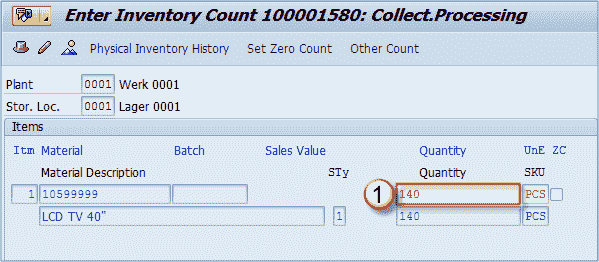 Enter Inventory Count 100001580: Collect.Processing
Physical Inventory History Set Zero Count Other Count
Plant 0001 Werk 0001
Stor. Loc. 0001 Lager 0001
Items
Itm Material Batch Sales Value Quantity UnE ZC
Material Description STy Quantity SKU
1 10599999 1 140 PCS
LCD TV 40" 1 140 PCS